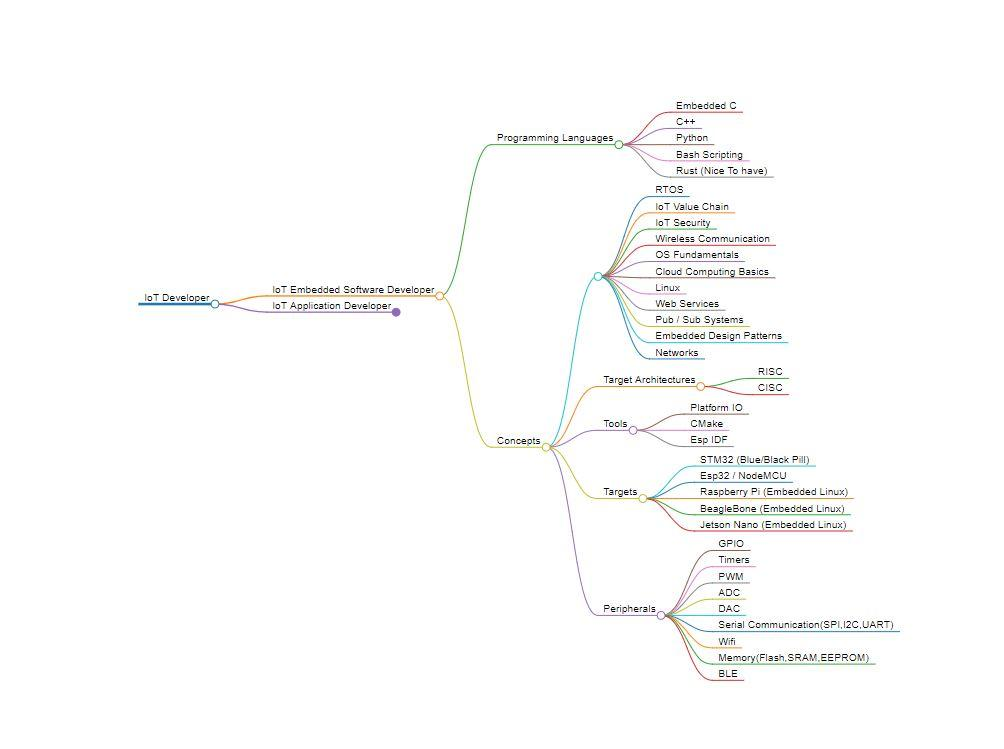 IoT Developer
IoT Embedded Software Developer
IoT Application Developer
Programming Languages
Embedded C
C++
Python
Bash Scripting
Rust (Nice To have)
Concepts
RTOS
IoT Value Chain
IoT Security
Wireless Communication
OS Fundamentals
Cloud Computing Basics
Linux
Web Services
Pub / Sub Systems
Embedded Design Patterns
Networks
Target Architectures
RISC
CISC
Tools
Platform IO
CMake
Esp IDF
Targets
STM32 (Blue/Black Pill)
Esp32 / NodeMCU
Raspberry Pi (Embedded Linux)
BeagleBone (Embedded Linux)
Jetson Nano (Embedded Linux)
Peripherals
GPIO
Timers
PWM
ADC
DAC
Serial Communication(SPI,I2C,UART)
Wifi
Memory(Flash,SRAM,EEPROM)
BLE